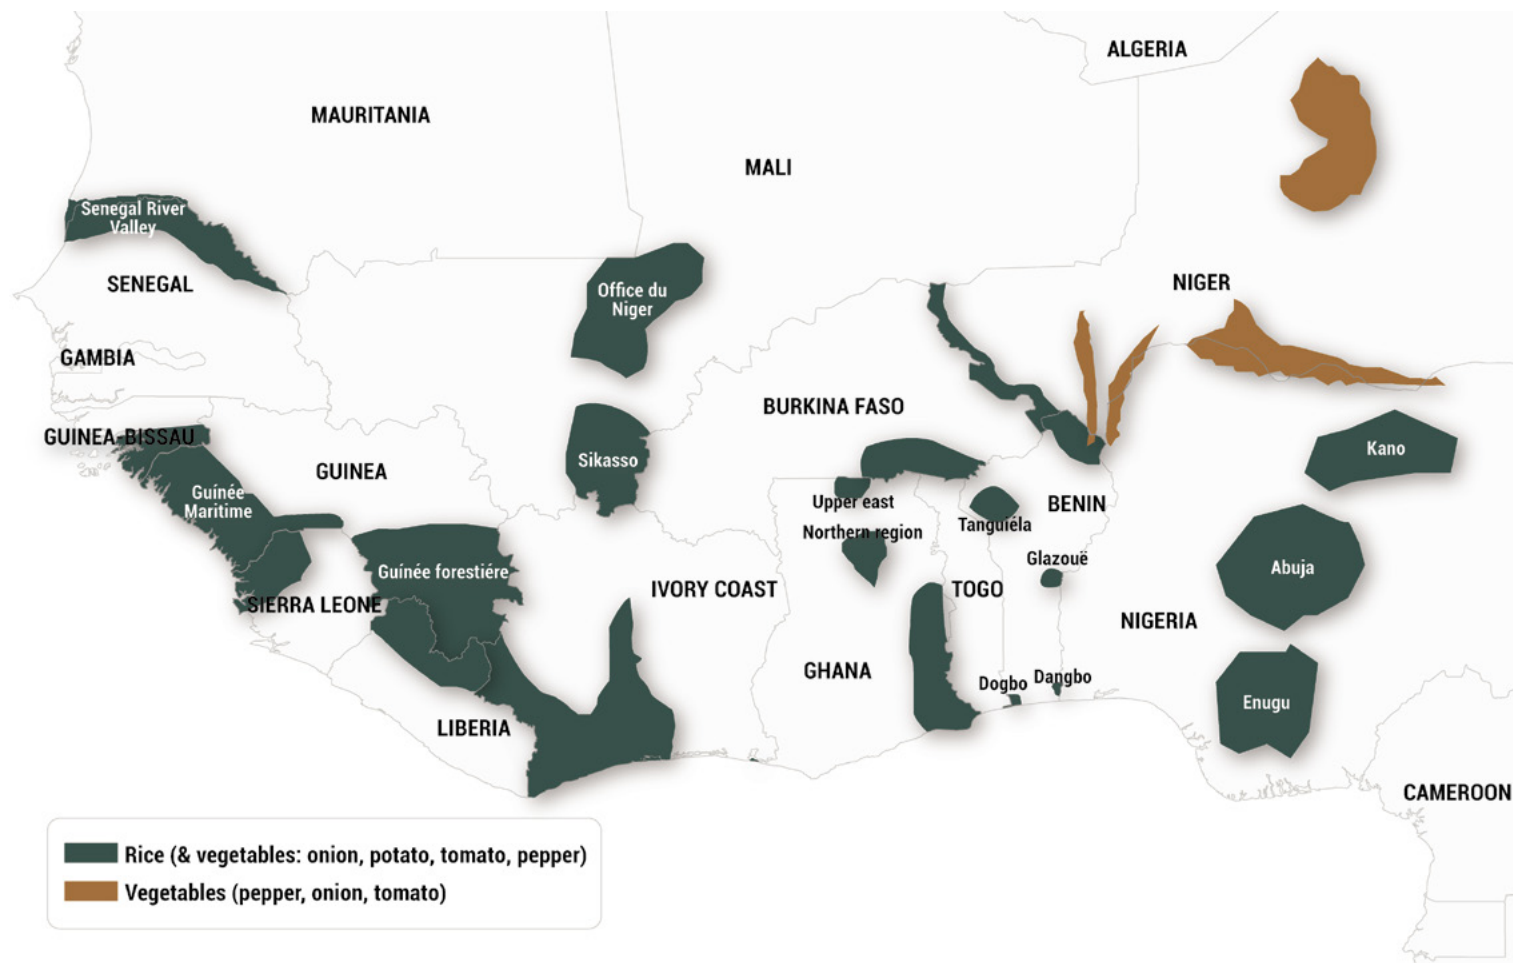 ALGERIA
MAURITANIA
MALI
Senegal River
Valley
SENEGAL
NIGER
Office du
Niger
GAMBIA
BURKINA FASO
GUINEA-BISSAU
Kano
Sikasso
GUINEA
Guínée
Maritime
Upper east
BENIN
Tanguiéla
Northern region
Glazouë
Abuja
Guínée forestiére
IVORY COAST
TOGO
SIERRA LEONE
NIGERIA
GHANA
Dogbo
Dangbo
Enugu
LIBERIA
CAMEROON
Rice (& vegetables: onion, potato, tomato, pepper)
Vegetables (pepper, onion, tomato)